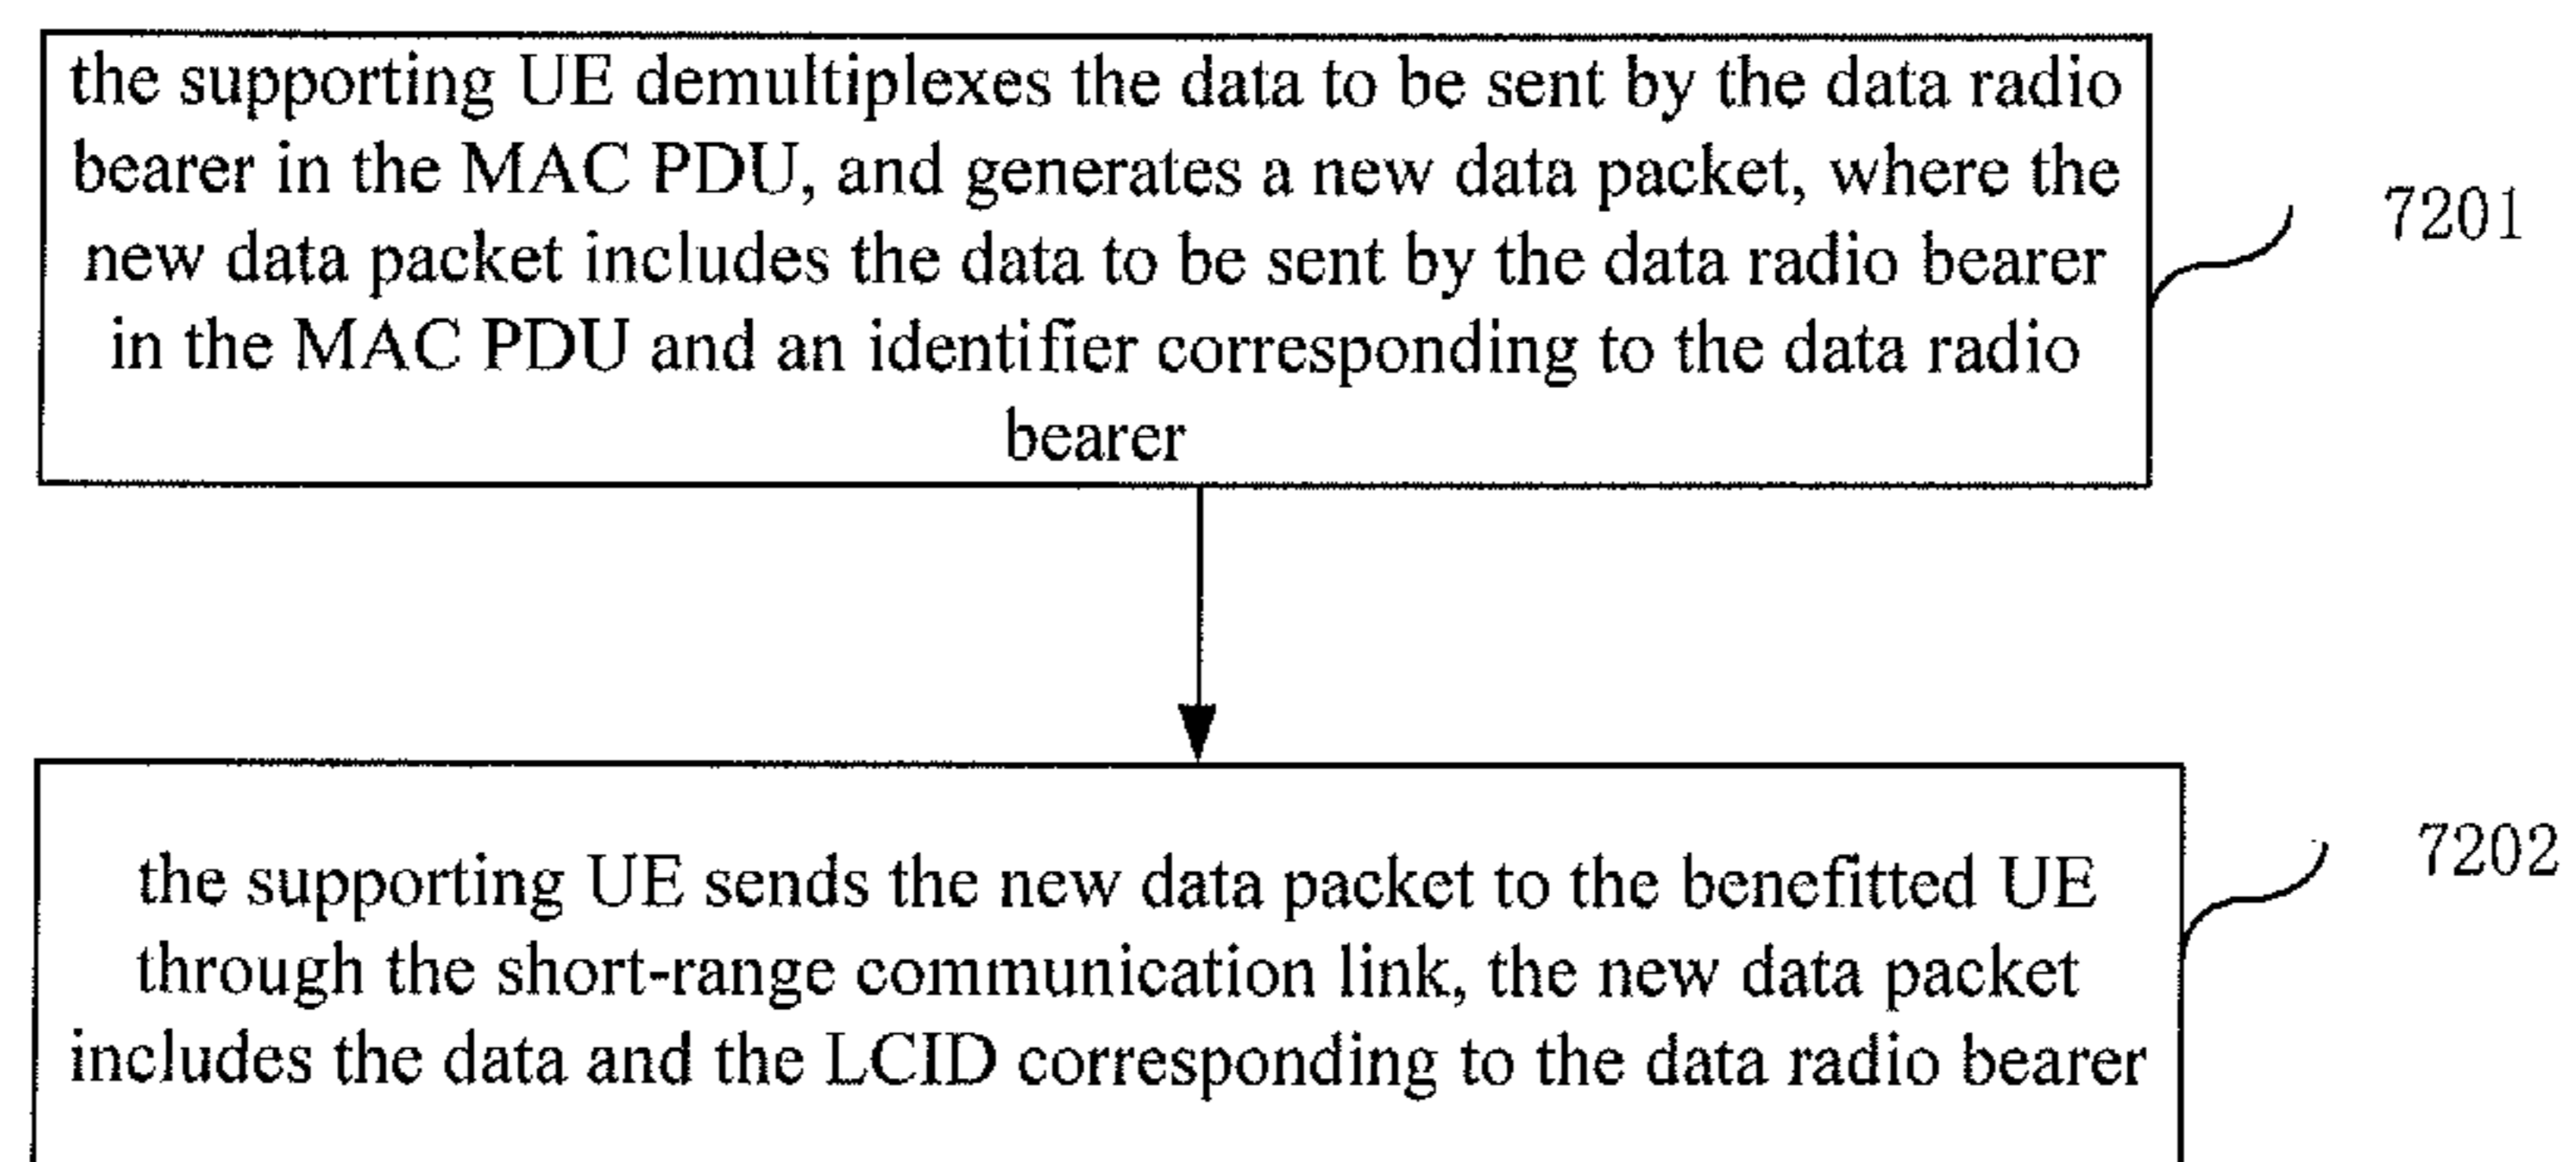 the supporting UE demultiplexes the data to be sent by the data radio
bearer in the MAC PDU, and generates a new data packet, where the
new data packet includes the data to be sent by the data radio bearer
in the MAC PDU and an identifier corresponding to the data radio
bearer
7201
the supporting UE sends the new data packet to the benefitted UE
through the short-range communication link, the new data packet
includes the data and the LCID corresponding to the data radio bearer
7202